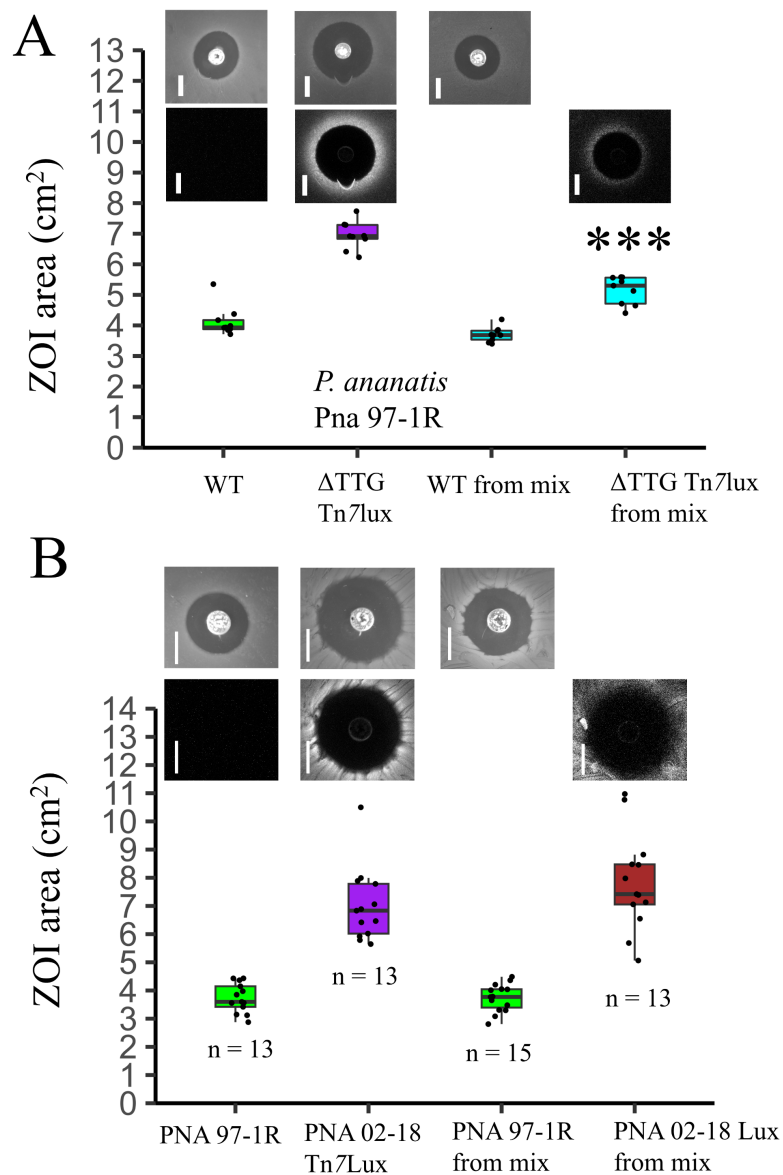 A
13
12
11
10
9
8
7
6
5
4
3
2
1
0
ZOI area (cm²)
***
P. ananatis
Pna 97-1R
WT
ΔTTG
Tn7lux
WT from mix
ΔTTG Tn7lux
from mix
B
14
13
12
11
10
9
8
7
6
5
4
3
2
1
0
ZOI area (cm²)
n = 13
n = 13
n = 15
n = 13
PNA 97-1R
PNA 02-18
Tn7Lux
PNA 97-1R
from mix
PNA 02-18 Lux
from mix